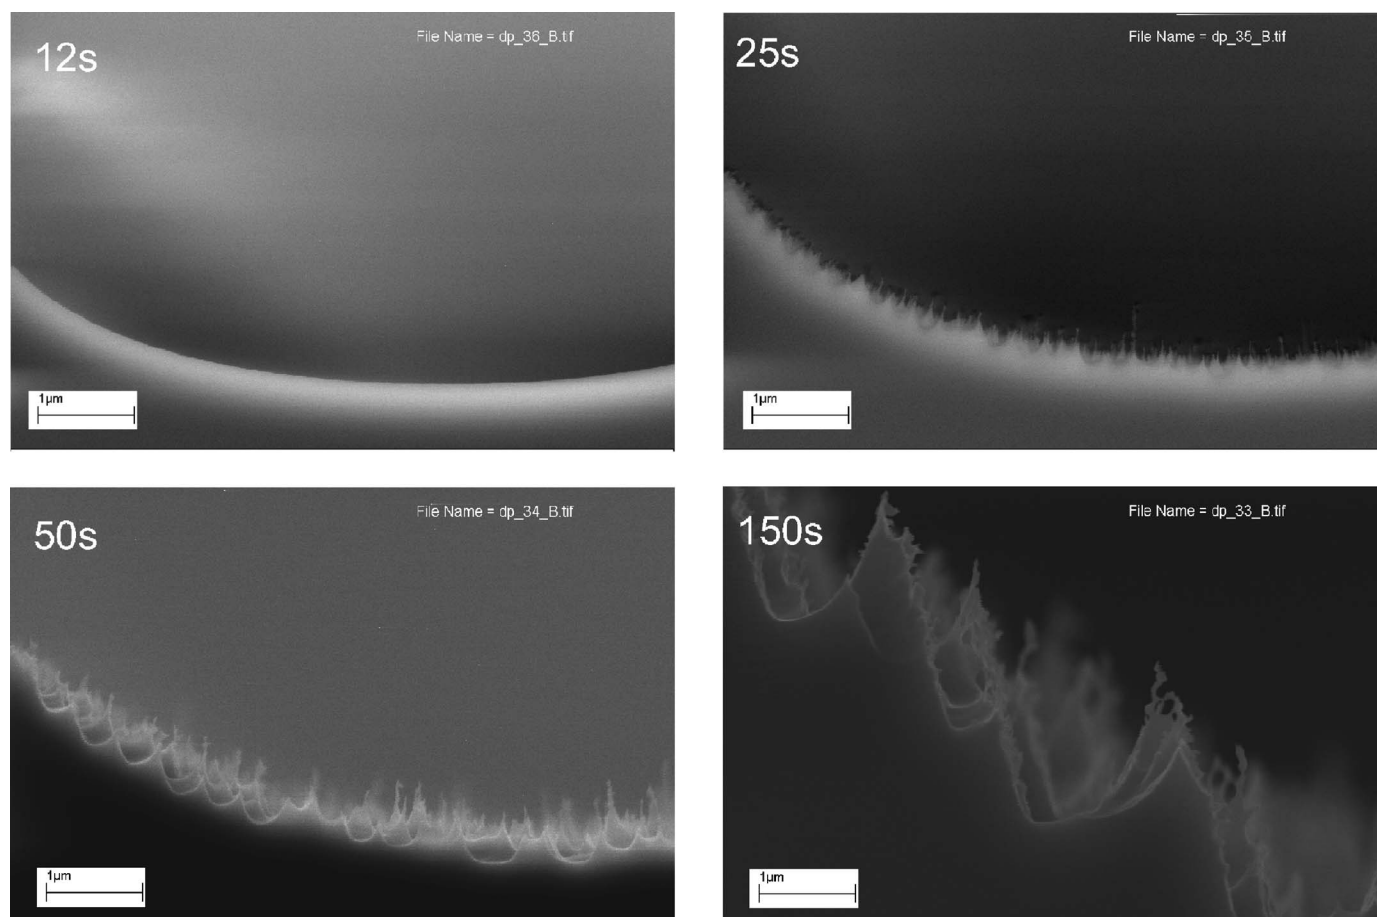 12s
File Name = dp_36_B.tif
1µm
25s
File Name = dp_35_B.tif
1µm
50s
File Name = dp_34_B.tif
1µm
150s
File Name = dp_33_B.tif
1µm